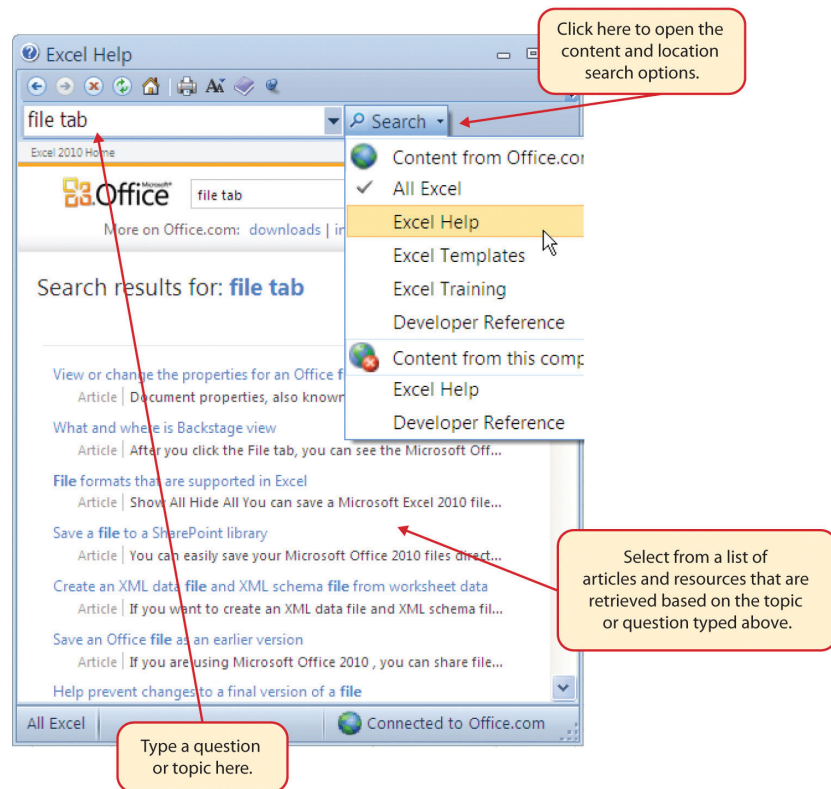 Click here to open the
content and location
search options.
Excel Help
file tab
Search
Excel 2010 Home
Content from Office.con
All Excel
Excel Help
Excel Templates
Excel Training
Developer Reference
Content from this comp
Excel Help
Developer Reference
Microsoft
Office
file tab
More on Office.com: downloads | in
Search results for: file tab
View or change the properties for an Office f
Article | Document properties, also known
What and where is Backstage view
Article | After you click the File tab, you can see the Microsoft Off...
File formats that are supported in Excel
Article | Show All Hide All You can save a Microsoft Excel 2010 file...
Save a file to a SharePoint library
Article | You can easily save your Microsoft Office 2010 files direct...
Create an XML data file and XML schema file from worksheet data
Article | If you want to create an XML data file and XML schema fil...
Save an Office file as an earlier version
Article | If you are using Microsoft Office 2010 , you can share file...
Help prevent changes to a final version of a file
Select from a list of
articles and resources that are
retrieved based on the topic
or question typed above.
All Excel
Connected to Office.com
Type a question
or topic here.